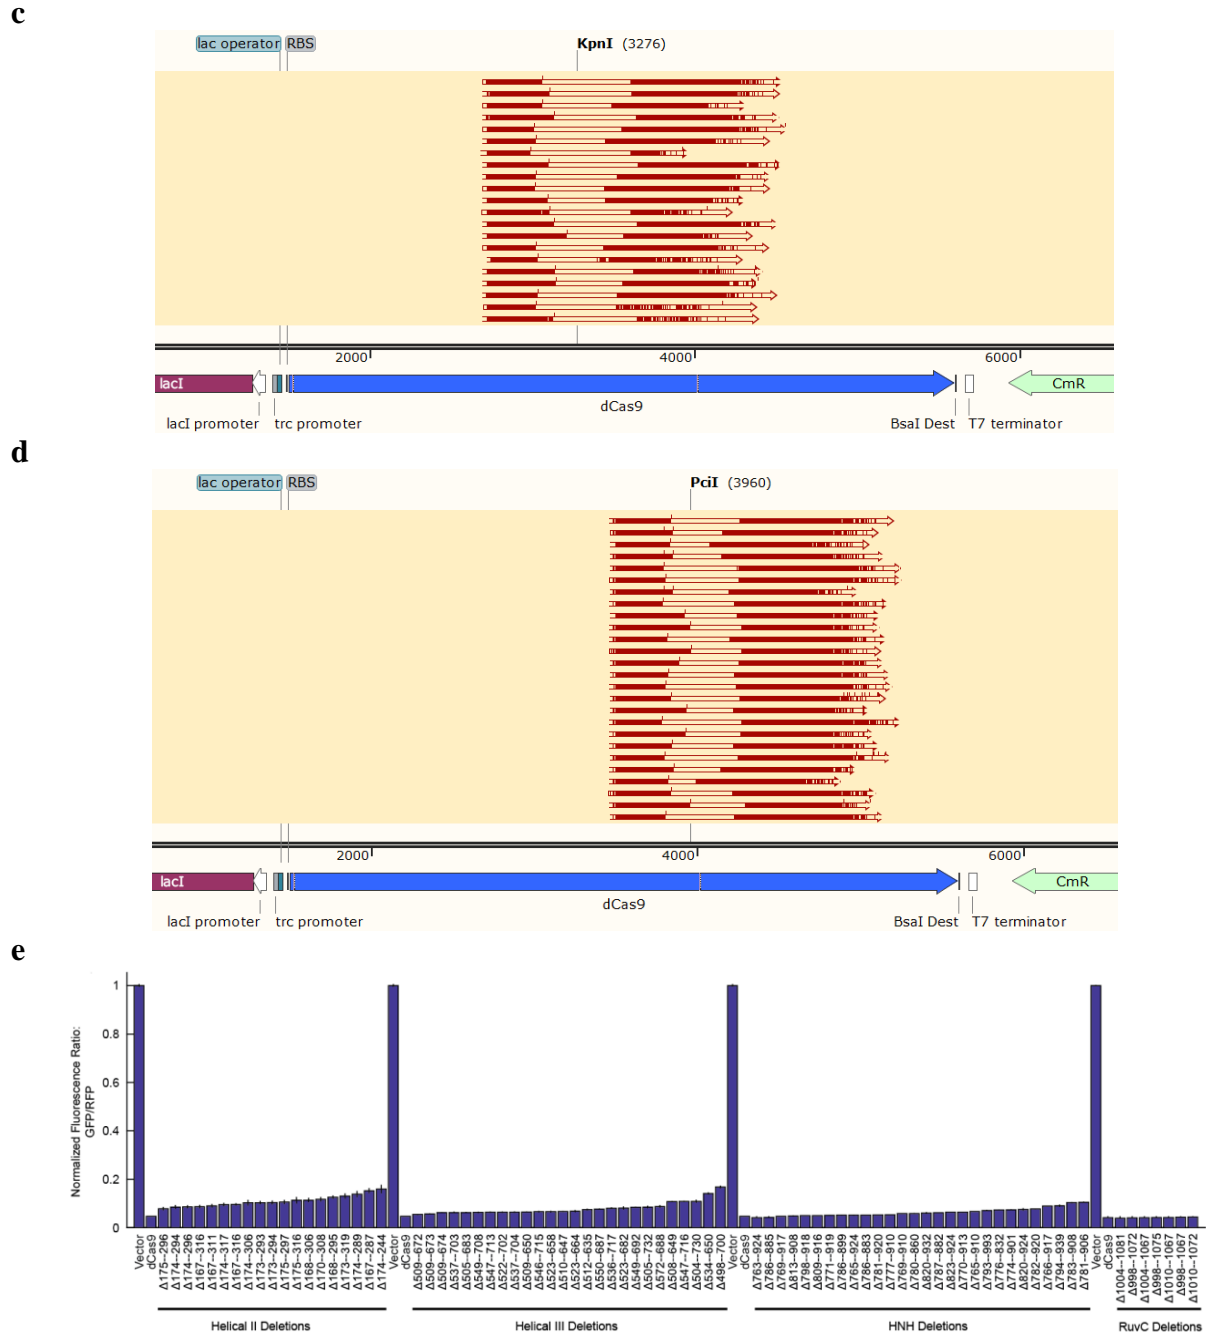 c
lac operator RBS KpnI (3276)
2000 4000 6000
lacI dCas9 CmR
lacI promoter trc promoter BsaI Dest T7 terminator
d
lac operator RBS PciI (3960)
2000 4000 6000
lacI dCas9 CmR
lacI promoter trc promoter BsaI Dest T7 terminator
e
Normalized Fluorescence Ratio:
GFP/RFP
1
0.8
0.6
0.4
0.2
0
Vector
dCas9
Δ175--296
Δ174--294
Δ174--296
Δ167--316
Δ167--311
Δ174--317
Δ167--316
Δ174--306
Δ173--293
Δ173--294
Δ175--297
Δ175--316
Δ168--306
Δ170--308
Δ168--295
Δ173--319
Δ174--289
Δ167--287
Δ174--244
Vector
dCas9
Δ509--672
Δ509--673
Δ509--674
Δ537--703
Δ505--683
Δ549--708
Δ547--713
Δ522--702
Δ537--704
Δ509--652
Δ546--715
Δ523--658
Δ510--647
Δ523--664
Δ512--635
Δ550--687
Δ536--717
Δ523--682
Δ549--692
Δ505--732
Δ572--688
Δ508--649
Δ547--716
Δ504--730
Δ534--650
Δ498--700
Vector
dCas9
Δ763--924
Δ786--885
Δ769--917
Δ813--908
Δ798--918
Δ809--916
Δ771--919
Δ786--899
Δ765--924
Δ786--883
Δ781--920
Δ777--910
Δ769--910
Δ780--860
Δ820--932
Δ787--882
Δ823--924
Δ770--913
Δ765--910
Δ793--993
Δ776--832
Δ774--901
Δ820--924
Δ782--923
Δ766--917
Δ794--939
Δ783--908
Δ781--906
Vector
dCas9
Δ998--1072
Δ1004--1067
Δ998--1075
Δ1010--1067
Δ998--1067
Δ1010--1072
Helical II Deletions
Helical III Deletions
HNH Deletions
RuvC Deletions